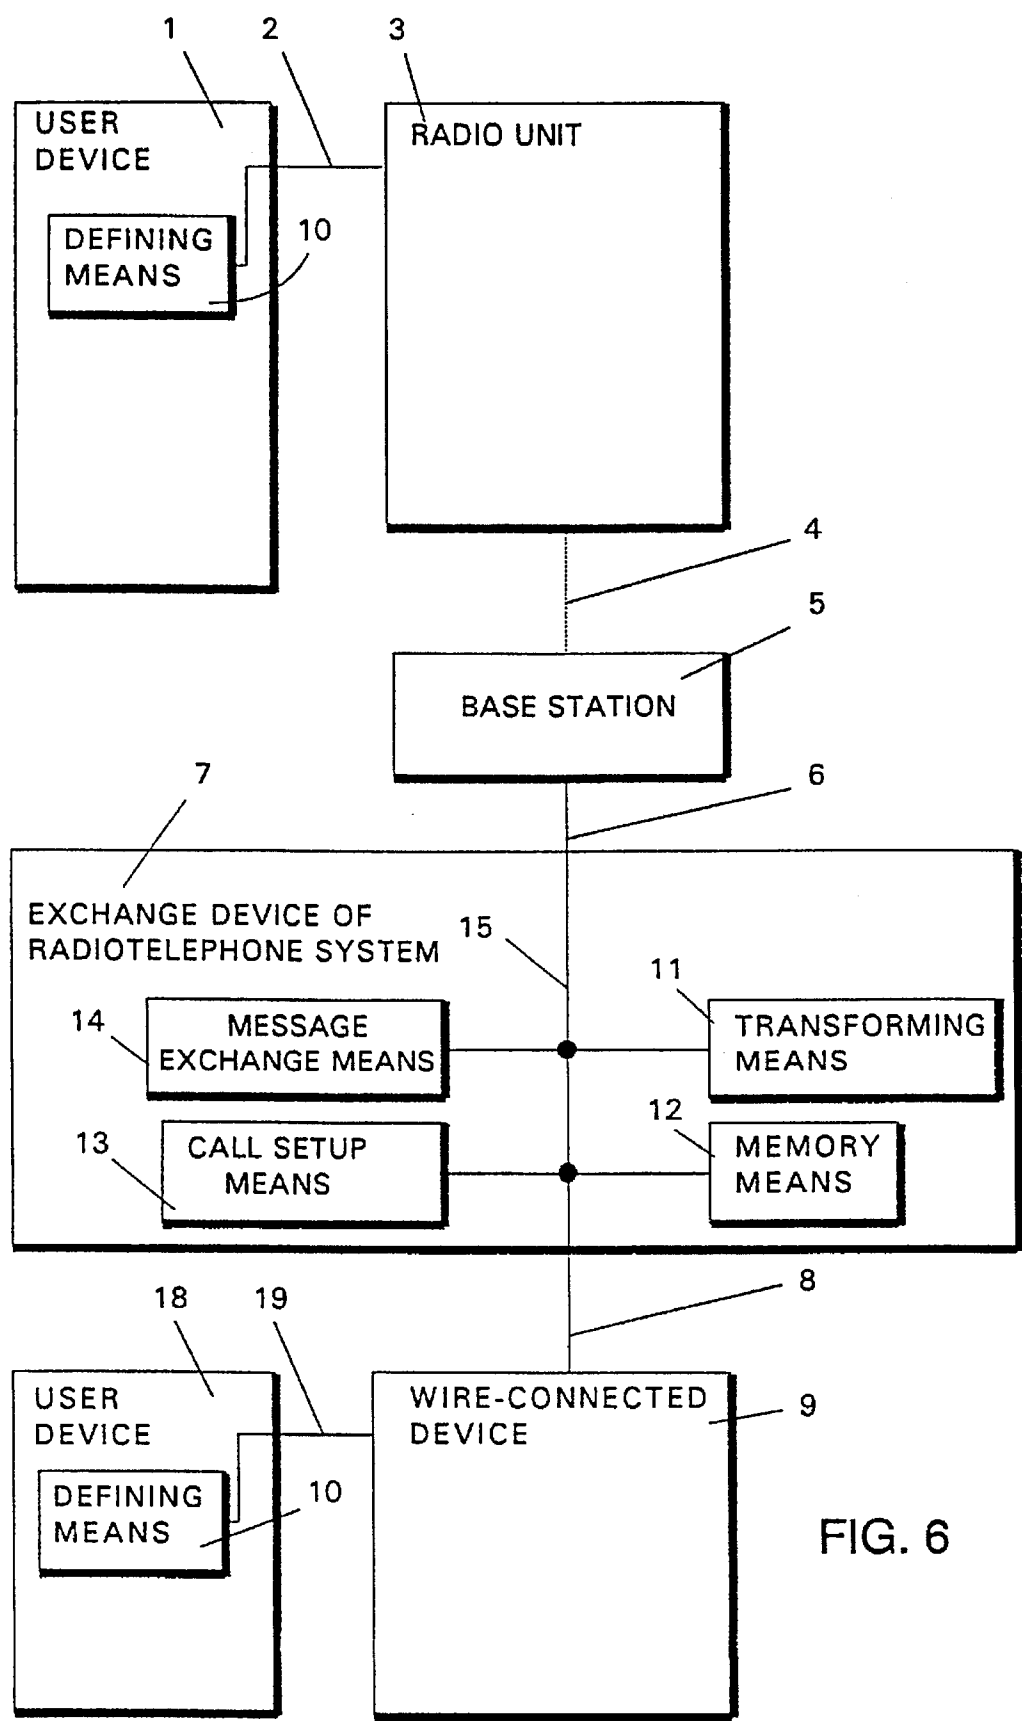 1 2 3
USER
DEVICE
RADIO UNIT
DEFINING
MEANS
10
4
5
BASE STATION
7
6
EXCHANGE DEVICE OF
RADIOTELEPHONE SYSTEM
15
11
14
MESSAGE
EXCHANGE MEANS
TRANSFORMING
MEANS
12
13
CALL SETUP
MEANS
MEMORY
MEANS
8
18 19
USER
DEVICE
WIRE-CONNECTED
DEVICE
9
DEFINING
MEANS
10
FIG. 6